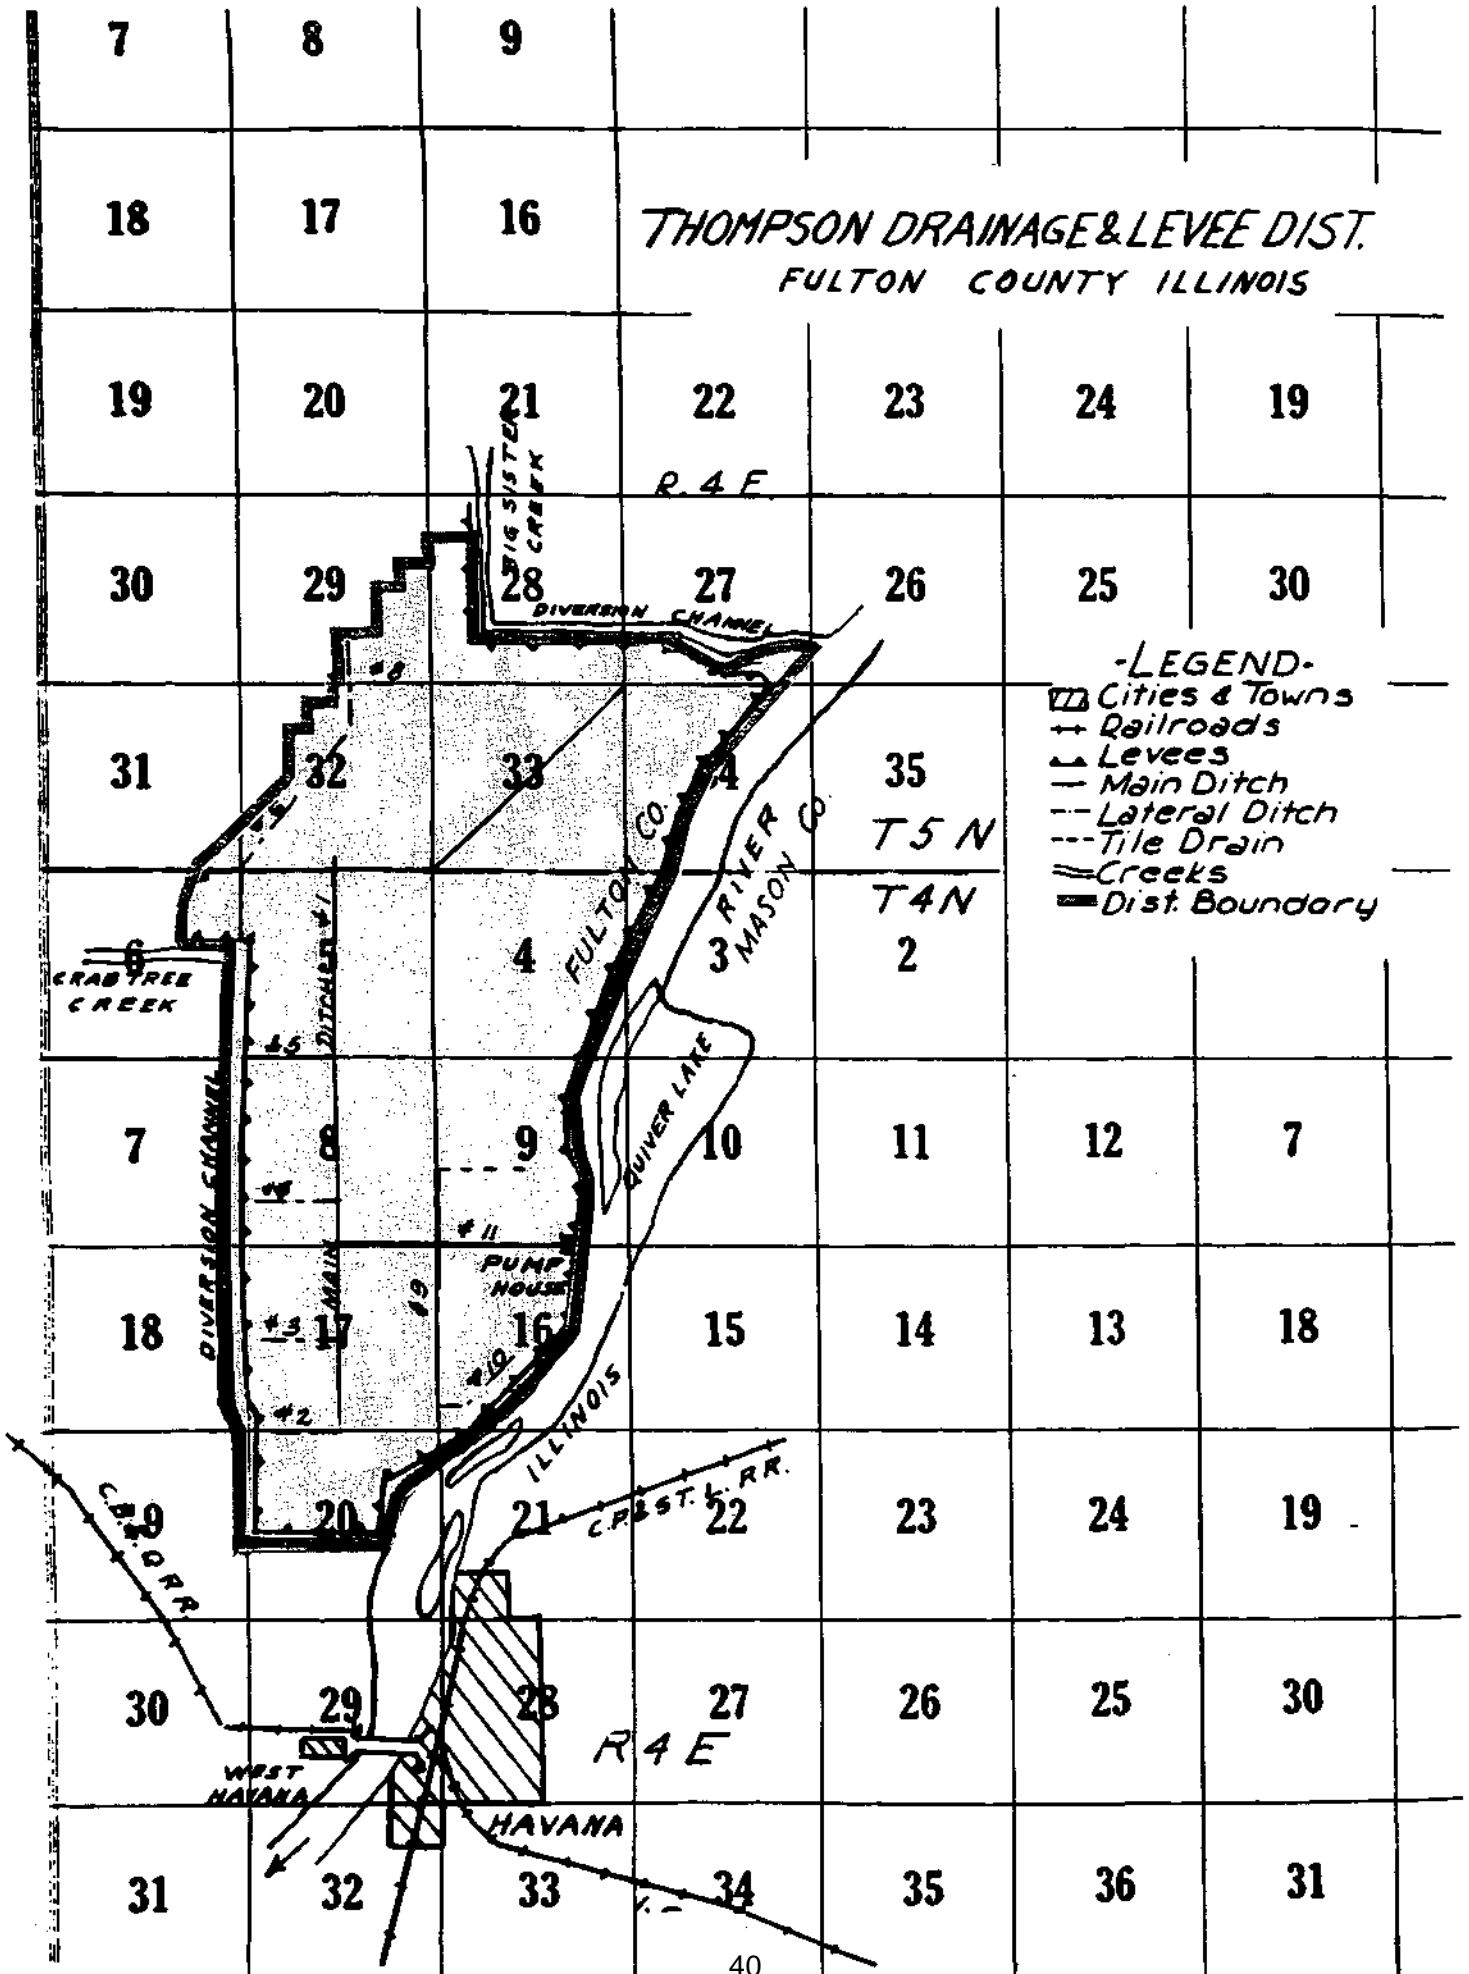 7 8 9
18 17 16
THOMPSON DRAINAGE & LEVEE DIST.
FULTON COUNTY ILLINOIS
19 20 21 22 23 24 19
BIG SISTER
CREEK
R. 4 E.
30 29 28 27 26 25 30
DIVERSION CHANNEL
#8
-LEGEND-
Cities & Towns
Railroads
Levees
Main Ditch
Lateral Ditch
Tile Drain
Creeks
Dist. Boundary
31 32 33 34 35
FULTON CO.
RIVER
MASON CO
T 5 N
T 4 N
6 4 3 2
CRABTREE
CREEK
MAIN DITCHES #1
#5
QUIVER LAKE
DIVERSION CHANNEL
7 8 9 10 11 12 7
#11
PUMP
HOUSE
#9
18 17 16 15 14 13 18
#3
#10
#2
ILLINOIS
C.P. & ST. L. RR.
C.B. & Q RR.
9 20 21 22 23 24 19
30 29 28 27 26 25 30
R 4 E
WEST
HAVANA
HAVANA
31 32 33 34 35 36 31
40